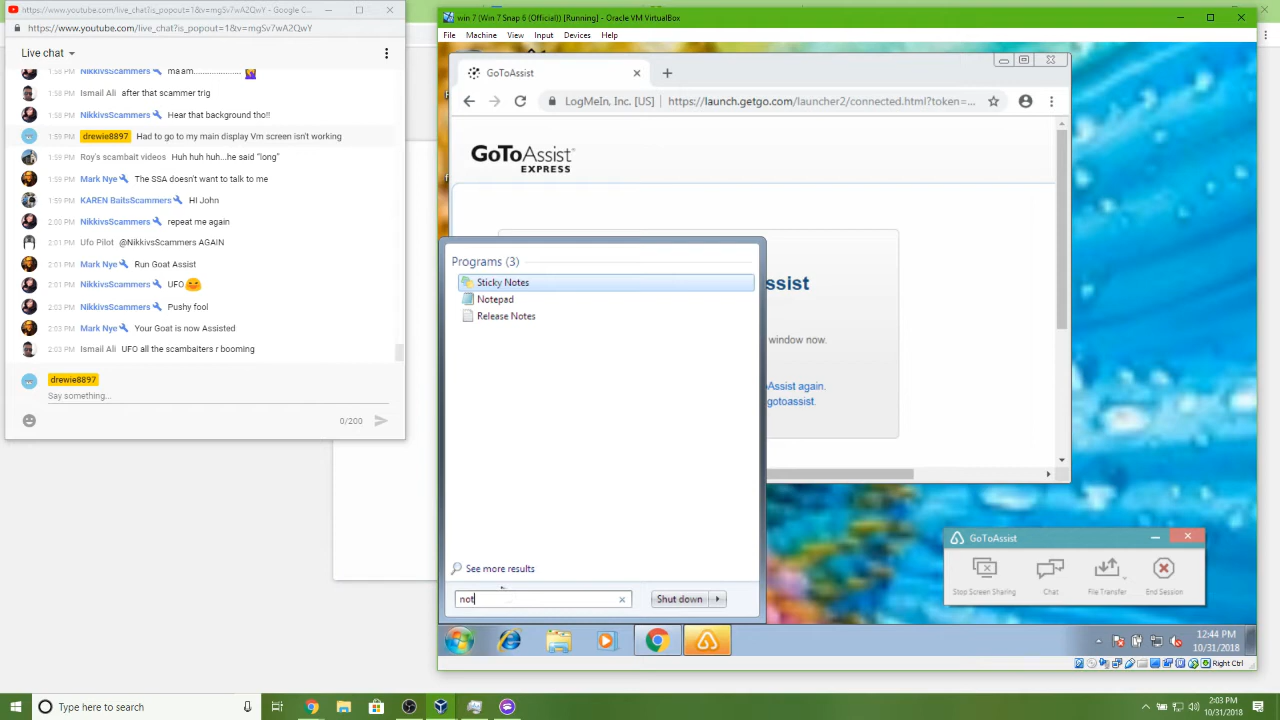 https://www.youtube.com/live_chat?is_popout=1&v=mgSv7wA2QwY - Google C...
https://www.youtube.com/live_chat?is_popout=1&v=mgSv7wA2QwY
Live chat
1:58 PM NikkivsScammers ma'am.....................
1:58 PM Ismail Ali after that scammer trig
1:58 PM NikkivsScammers Hear that background tho!!
1:59 PM drewie8897 Had to go to my main display Vm screen isn't working
1:59 PM Roy's scambait videos Huh huh huh...he said "long"
1:59 PM Mark Nye The SSA doesn't want to talk to me
1:59 PM KAREN BaitsScammers HI John
2:00 PM NikkivsScammers repeat me again
2:01 PM Ufo Pilot @NikkivsScammers AGAIN
2:01 PM Mark Nye Run Goat Assist
2:01 PM NikkivsScammers UFO
2:03 PM NikkivsScammers Pushy fool
2:03 PM Mark Nye Your Goat is now Assisted
2:03 PM Ismail Ali UFO all the scambaiters r booming
drewie8897
Say something...
0/200
win 7 (Win 7 Snap 6 (Official)) [Running] - Oracle VM VirtualBox
File Machine View Input Devices Help
GoToAssist
LogMeIn, Inc. [US] https://launch.getgo.com/launcher2/connected.html?token=...
GoToAssist
EXPRESS
ssist
window now.
Assist again.
gotoassist.
Programs (3)
Sticky Notes
Notepad
Release Notes
See more results
not
Shut down
GoToAssist
Stop Screen Sharing Chat File Transfer End Session
12:44 PM
10/31/2018
Right Ctrl
Type here to search
2:03 PM
10/31/2018